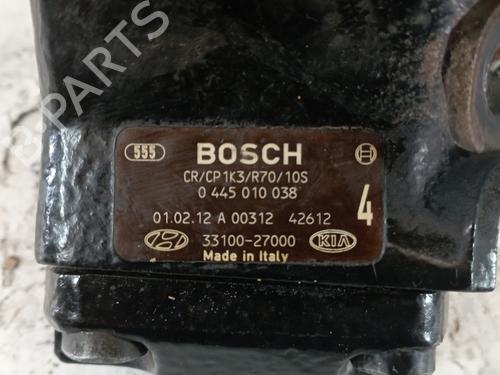 B-PARTS
555 BOSCH
CR/CP1K3/R70/10S
0 445 010 038
01.02.12 A 00312 42612 4
33100-27000 KIA
Made in Italy